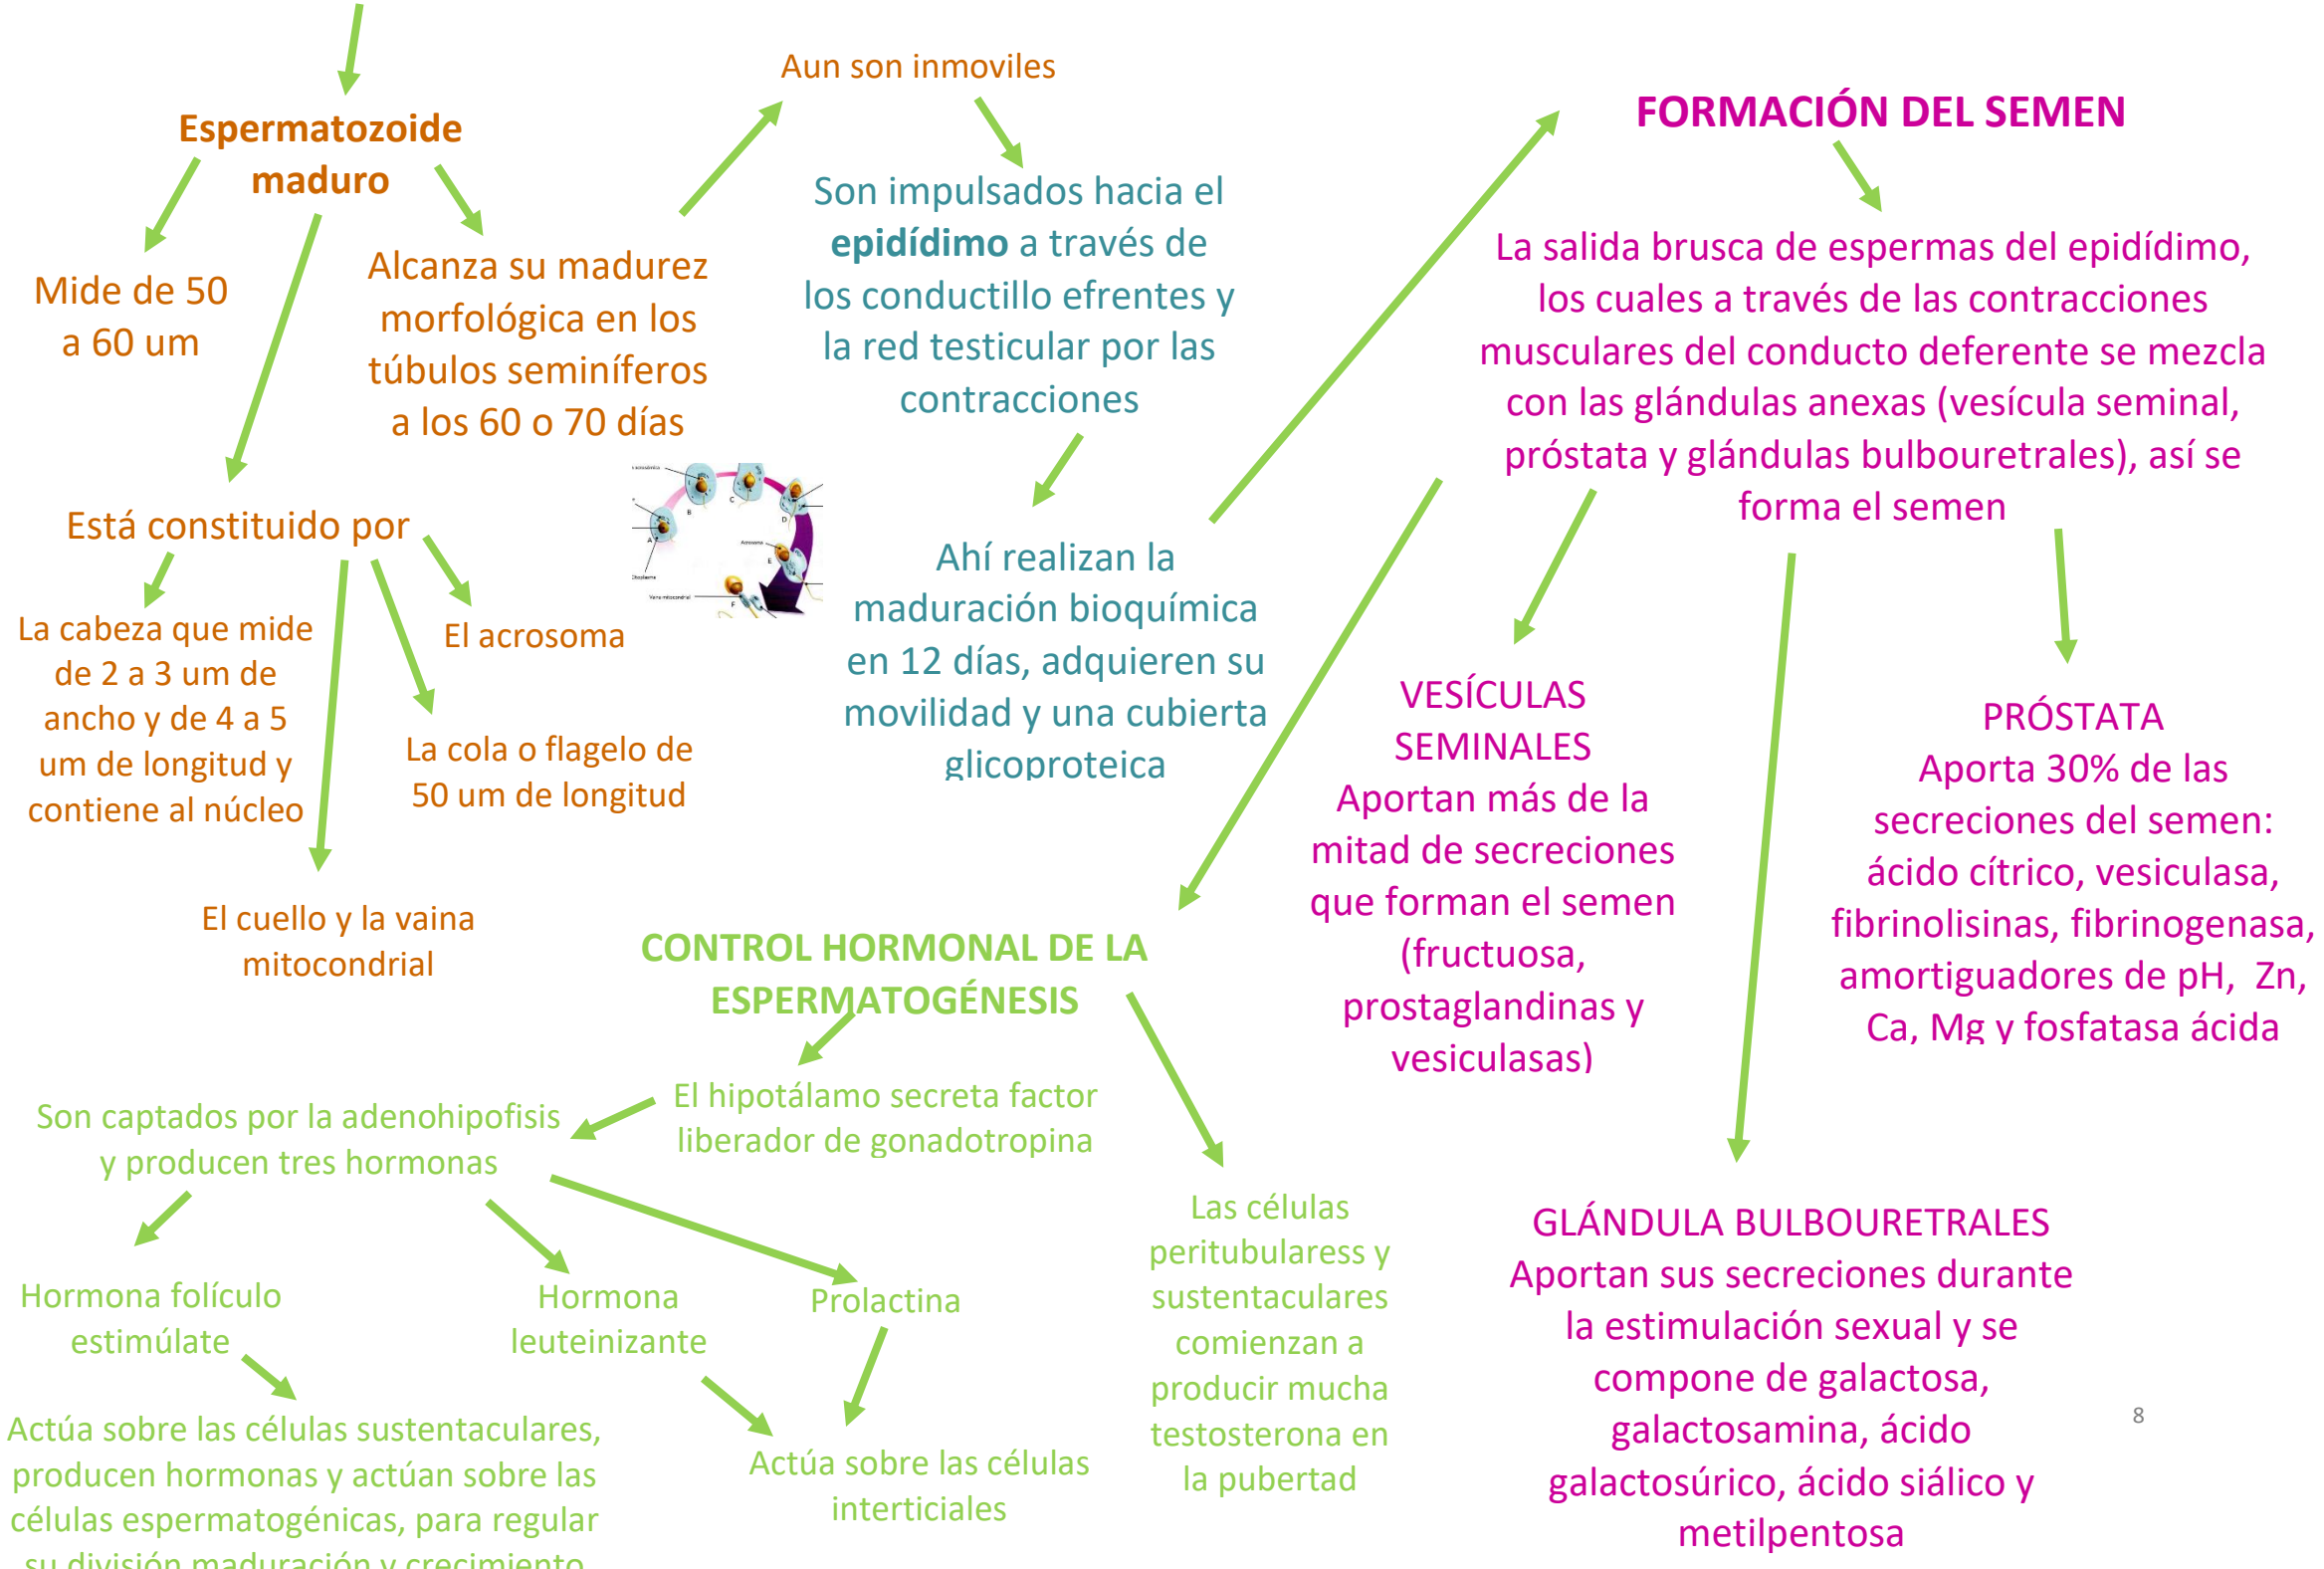 Espermatozoide
maduro
Mide de 50
a 60 um
Alcanza su madurez
morfológica en los
túbulos seminíferos
a los 60 o 70 días
Está constituido por
La cabeza que mide
de 2 a 3 um de
ancho y de 4 a 5
um de longitud y
contiene al núcleo
El cuello y la vaina
mitocondrial
La cola o flagelo de
50 um de longitud
El acrosoma
Aun son inmoviles
Son impulsados hacia el
epidídimo a través de
los conductillo efrentes y
la red testicular por las
contracciones
A
B
C
D
Acrosoma
E
Citoplasma
Vaina mitocondrial
F
Ahí realizan la
maduración bioquímica
en 12 días, adquieren su
movilidad y una cubierta
glicoproteica
FORMACIÓN DEL SEMEN
La salida brusca de espermas del epidídimo,
los cuales a través de las contracciones
musculares del conducto deferente se mezcla
con las glándulas anexas (vesícula seminal,
próstata y glándulas bulbouretrales), así se
forma el semen
VESÍCULAS
SEMINALES
Aportan más de la
mitad de secreciones
que forman el semen
(fructuosa,
prostaglandinas y
vesiculasas)
PRÓSTATA
Aporta 30% de las
secreciones del semen:
ácido cítrico, vesiculasa,
fibrinolisinas, fibrinogenasa,
amortiguadores de pH, Zn,
Ca, Mg y fosfatasa ácida
GLÁNDULA BULBOURETRALES
Aportan sus secreciones durante
la estimulación sexual y se
compone de galactosa,
galactosamina, ácido
galactosúrico, ácido siálico y
metilpentosa
CONTROL HORMONAL DE LA
ESPERMATOGÉNESIS
El hipotálamo secreta factor
liberador de gonadotropina
Son captados por la adenohipofisis
y producen tres hormonas
Hormona folículo
estimúlate
Hormona
leuteinizante
Prolactina
Actúa sobre las células sustentaculares,
producen hormonas y actúan sobre las
células espermatogénicas, para regular
su división maduración y crecimiento
Actúa sobre las células
interticiales
Las células
peritubularess y
sustentaculares
comienzan a
producir mucha
testosterona en
la pubertad
8